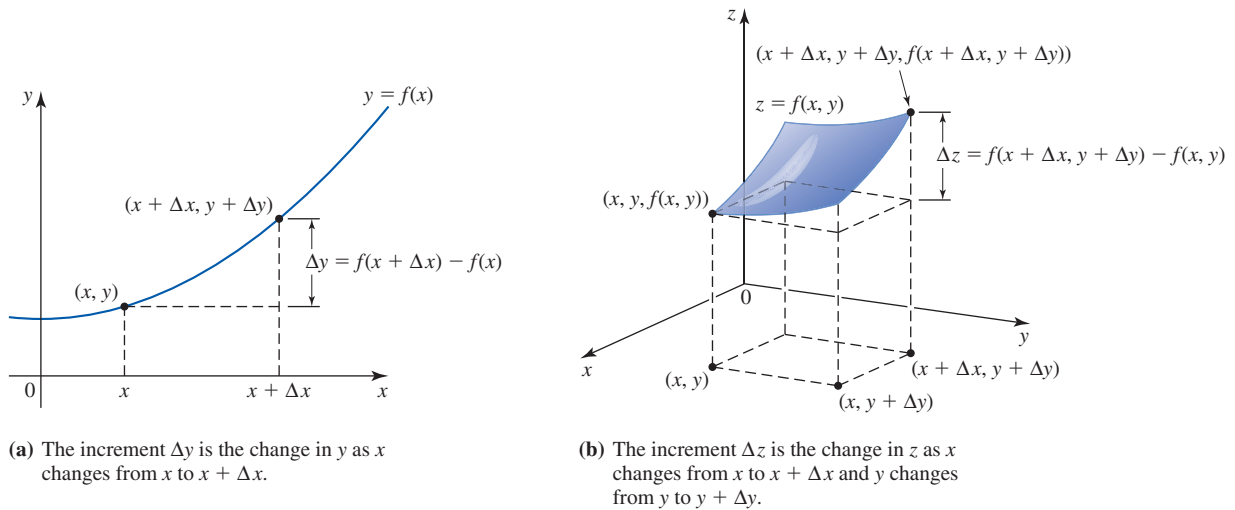 y
y = f(x)
(x + Δx, y + Δy)
Δy = f(x + Δx) − f(x)
(x, y)
0
x
x + Δx
x
(a) The increment Δy is the change in y as x
changes from x to x + Δx.
z
(x + Δx, y + Δy, f(x + Δx, y + Δy))
z = f(x, y)
Δz = f(x + Δx, y + Δy) − f(x, y)
(x, y, f(x, y))
0
y
x
(x, y)
(x + Δx, y + Δy)
(x, y + Δy)
(b) The increment Δz is the change in z as x
changes from x to x + Δx and y changes
from y to y + Δy.